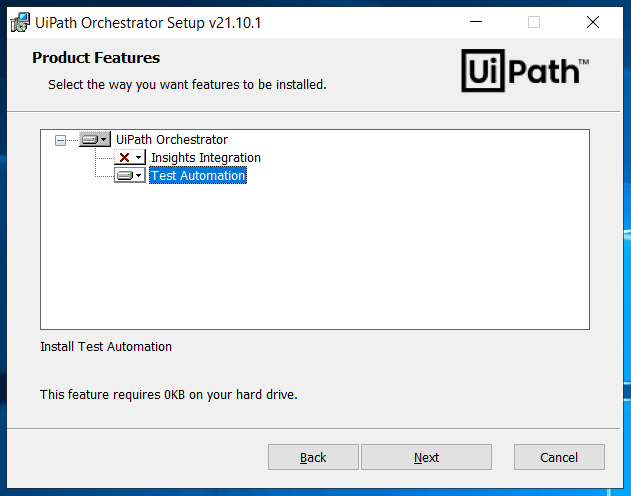 UiPath Orchestrator Setup v21.10.1
Product Features
Select the way you want features to be installed.
UiPath™
UiPath Orchestrator
Insights Integration
Test Automation
Install Test Automation
This feature requires 0KB on your hard drive.
Back Next Cancel